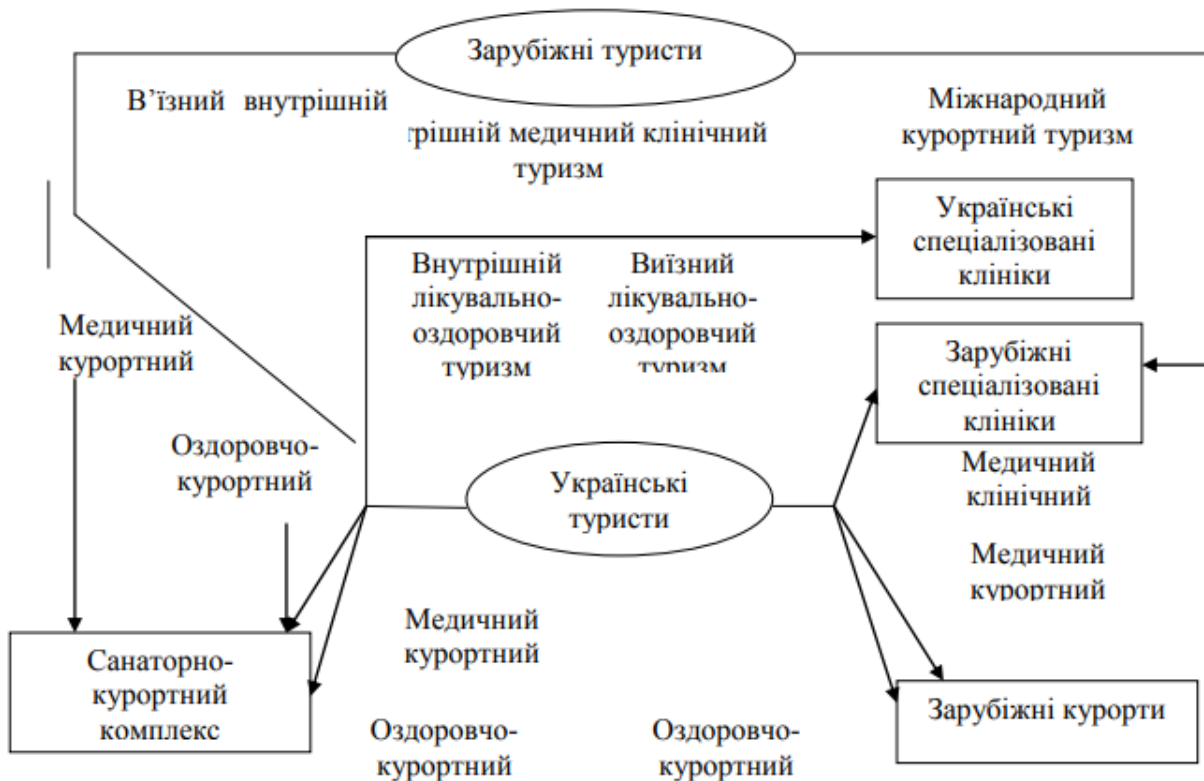 Зарубіжні туристи
В’їзний внутрішній
трішній медичний клінічний
туризм
Міжнародний
курортний туризм
Українські
спеціалізовані
клініки
Внутрішній
лікувально-
оздоровчий
туризм
Виїзний
лікувально-
оздоровчий
туризм
Медичний
курортний
Зарубіжні
спеціалізовані
клініки
Оздоровчо-
курортний
Українські
туристи
Медичний
клінічний
Медичний
курортний
Медичний
курортний
Санаторно-
курортний
комплекс
Зарубіжні курорти
Оздоровчо-
курортний
Оздоровчо-
курортний